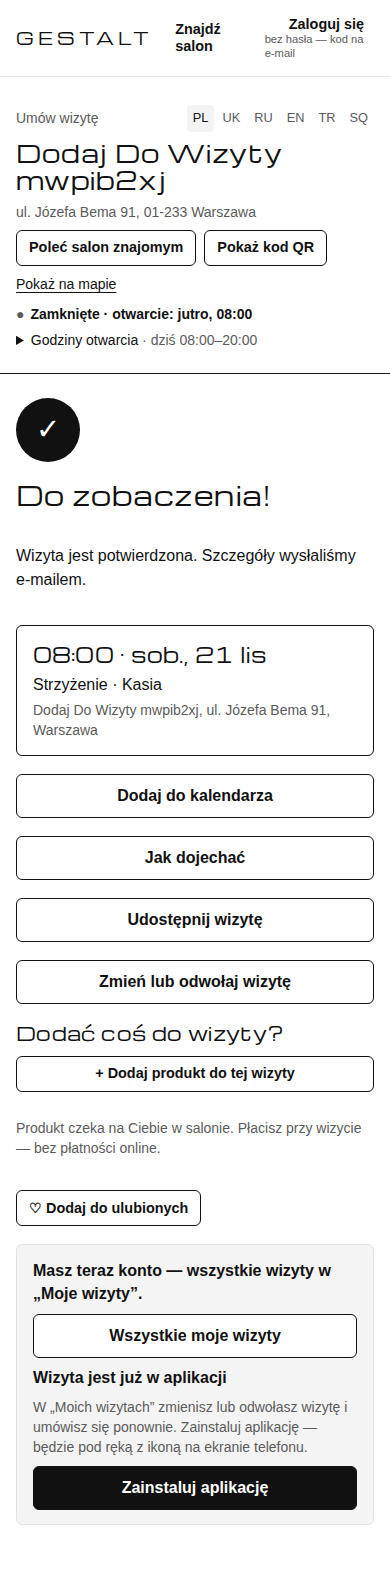 GESTALT
Znajdź
salon
Zaloguj się
bez hasła — kod na
e-mail
Umów wizytę
PL UK RU EN TR SQ
Dodaj Do Wizyty
mwpib2xj
ul. Józefa Bema 91, 01-233 Warszawa
Poleć salon znajomym
Pokaż kod QR
Pokaż na mapie
● Zamknięte · otwarcie: jutro, 08:00
▶ Godziny otwarcia · dziś 08:00–20:00
✓
Do zobaczenia!
Wizyta jest potwierdzona. Szczegóły wysłaliśmy
e-mailem.
08:00 · sob., 21 lis
Strzyżenie · Kasia
Dodaj Do Wizyty mwpib2xj, ul. Józefa Bema 91,
Warszawa
Dodaj do kalendarza
Jak dojechać
Udostępnij wizytę
Zmień lub odwołaj wizytę
Dodać coś do wizyty?
+ Dodaj produkt do tej wizyty
Produkt czeka na Ciebie w salonie. Płacisz przy wizycie
— bez płatności online.
♡ Dodaj do ulubionych
Masz teraz konto — wszystkie wizyty w
„Moje wizyty”.
Wszystkie moje wizyty
Wizyta jest już w aplikacji
W „Moich wizytach” zmienisz lub odwołasz wizytę i
umówisz się ponownie. Zainstaluj aplikację —
będzie pod ręką z ikoną na ekranie telefonu.
Zainstaluj aplikację